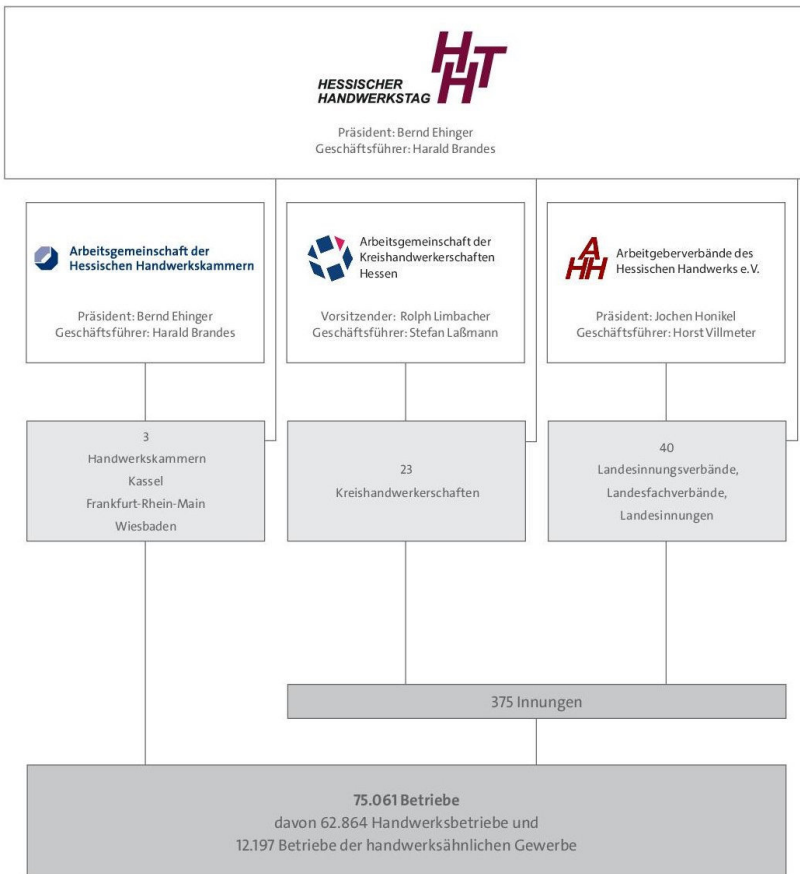 HHT
HESSISCHER
HANDWERKSTAG
Präsident: Bernd Ehinger
Geschäftsführer: Harald Brandes
Arbeitsgemeinschaft der
Hessischen Handwerkskammern
Präsident: Bernd Ehinger
Geschäftsführer: Harald Brandes
Arbeitsgemeinschaft der
Kreishandwerkerschaften
Hessen
Vorsitzender: Rolph Limbacher
Geschäftsführer: Stefan Laßmann
AHH
Arbeitgeberverbände des
Hessischen Handwerks e.V.
Präsident: Jochen Honikel
Geschäftsführer: Horst Villmeter
3
Handwerkskammern
Kassel
Frankfurt-Rhein-Main
Wiesbaden
23
Kreishandwerkerschaften
40
Landesinnungsverbände,
Landesfachverbände,
Landesinnungen
375 Innungen
75.061 Betriebe
davon 62.864 Handwerksbetriebe und
12.197 Betriebe der handwerksähnlichen Gewerbe